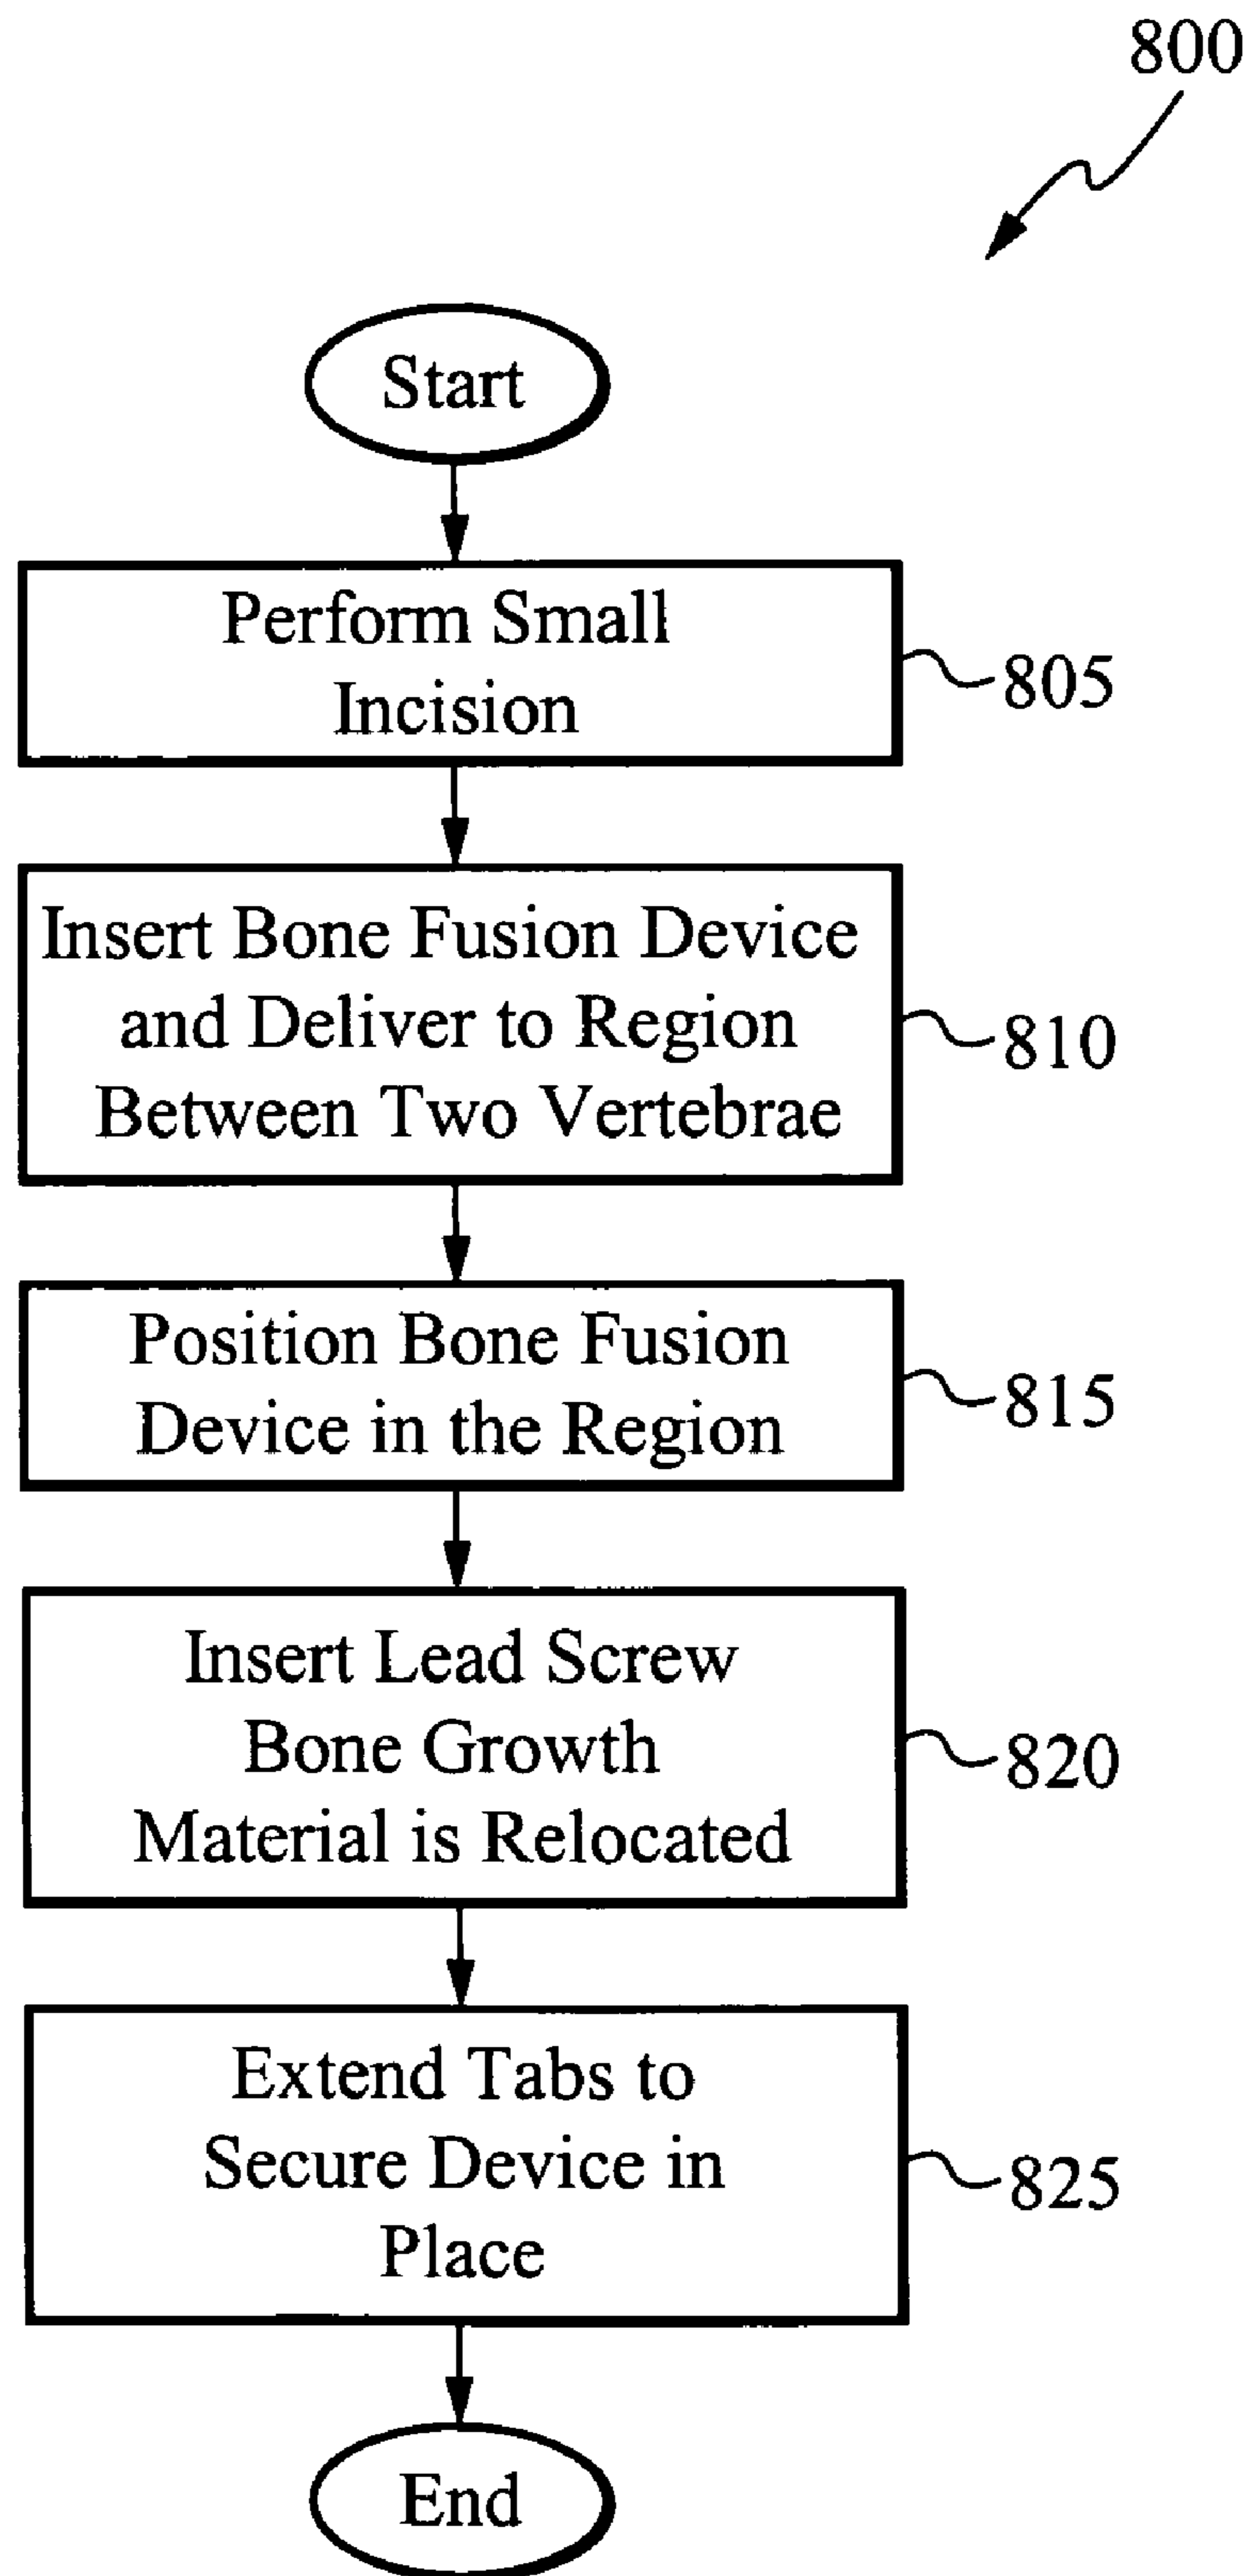 800
Start
Perform Small
Incision
805
Insert Bone Fusion Device
and Deliver to Region
Between Two Vertebrae
810
Position Bone Fusion
Device in the Region
815
Insert Lead Screw
Bone Growth
Material is Relocated
820
Extend Tabs to
Secure Device in
Place
825
End